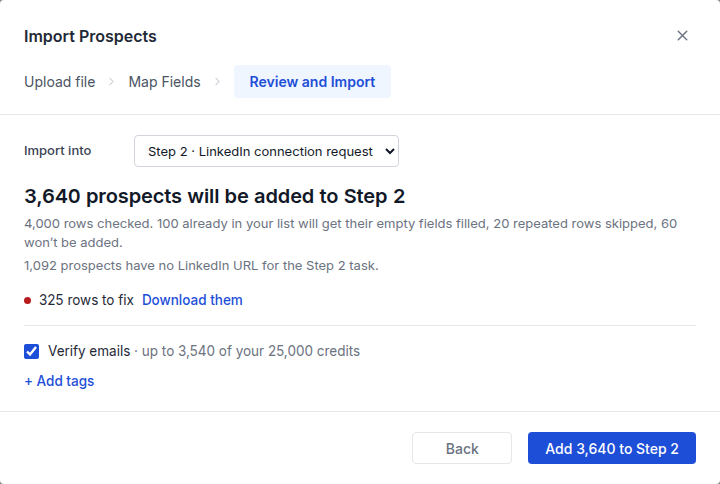 Import Prospects
Upload file
Map Fields
Review and Import
Import into
Step 2 · LinkedIn connection request
3,640 prospects will be added to Step 2
4,000 rows checked. 100 already in your list will get their empty fields filled, 20 repeated rows skipped, 60
won't be added.
1,092 prospects have no LinkedIn URL for the Step 2 task.
325 rows to fix Download them
Verify emails · up to 3,540 of your 25,000 credits
+ Add tags
Back
Add 3,640 to Step 2